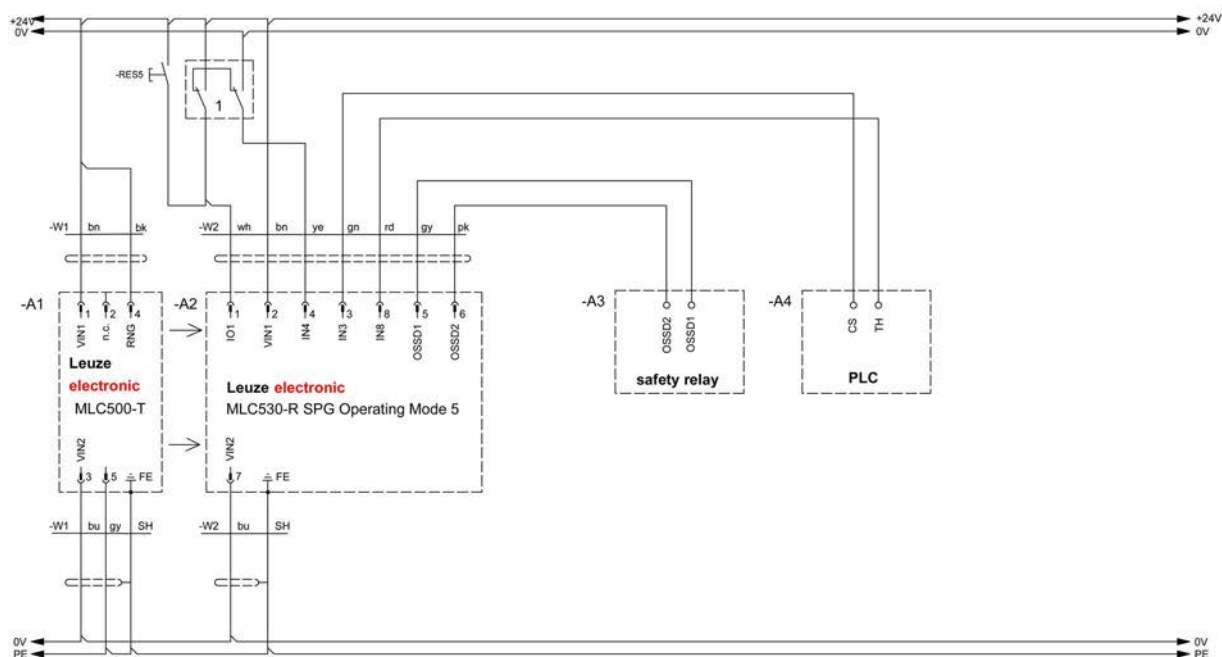 +24V +24V
0V 0V
-RES5
1
-W1 bn bk -W2 wh bn ye gn rd gy pk
-A1 -A2 -A3 -A4
1 2 4 1 2 4 3 8 5 6
VIN1 n.c. RNG IO1 VIN1 IN4 IN3 IN8 OSSD1 OSSD2 OSSD2 OSSD1 CS TH
Leuze
electronic
MLC500-T
Leuze electronic
MLC530-R SPG Operating Mode 5
safety relay
PLC
VIN2 VIN2
3 5 FE 7 FE
-W1 bu gy SH -W2 bu SH
0V 0V
PE PE